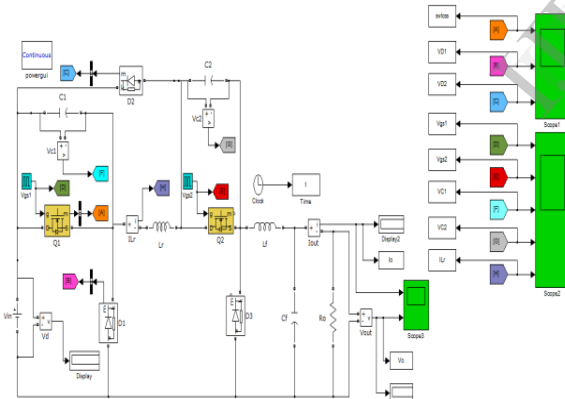 Continuous
powergui
[C]
D2
C2
C1
Vc2
[G]
Vc1
[F]
Vgs1
[D]
[A]
Q1
[H]
ILr
Lr
Vgs2
[E]
Q2
Clock
t
Time
Lf
Iout
Display2
Io
[B]
D1
Vin
Vd
Display
D3
Cf
Ro
Vout
Scope3
Vo
swloss
[A]
VD1
[B]
VD2
[C]
Scope1
Vgs1
[D]
Vgs2
[E]
VC1
[F]
VC2
[G]
ILr
[H]
Scope2